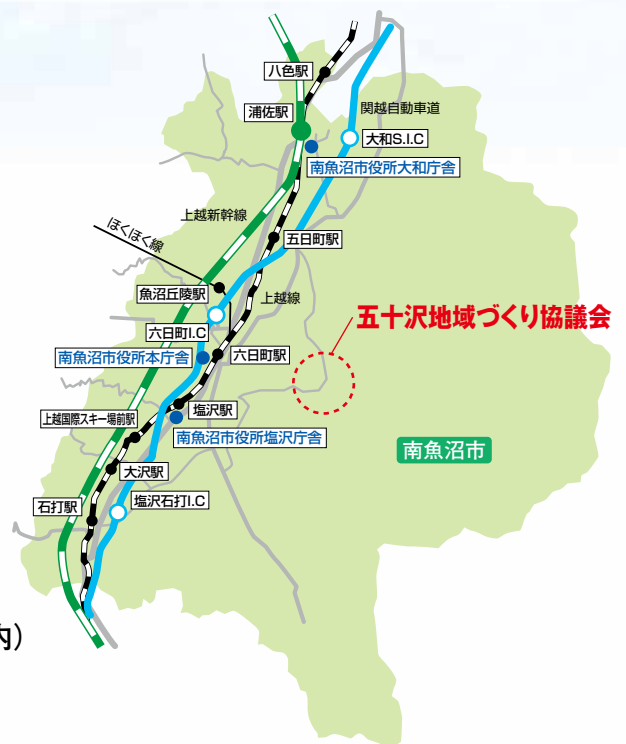 八色駅
浦佐駅
関越自動車道
大和S.I.C
南魚沼市役所大和庁舎
上越新幹線
ほくほく線
五日町駅
魚沼丘陵駅
上越線
六日町I.C
五十沢地域づくり協議会
南魚沼市役所本庁舎
六日町駅
塩沢駅
上越国際スキー場前駅
南魚沼市役所塩沢庁舎
南魚沼市
大沢駅
石打駅
塩沢石打I.C
内）